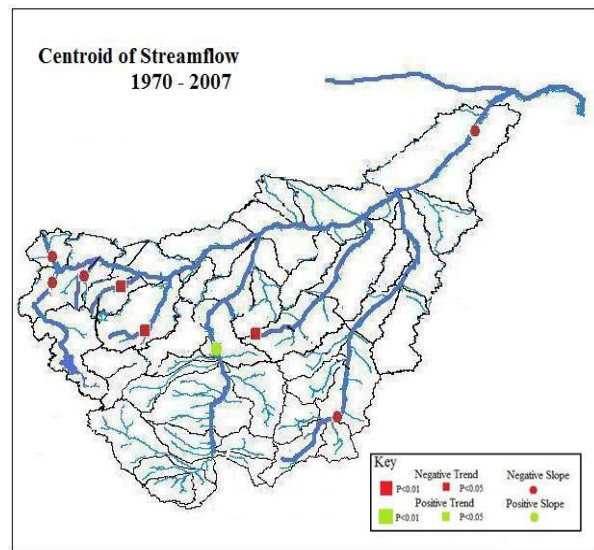 Centroid of Streamflow
1970 - 2007
Key
Negative Trend Negative Slope
P<0.01 P<0.05
Positive Trend Positive Slope
P<0.01 P<0.05